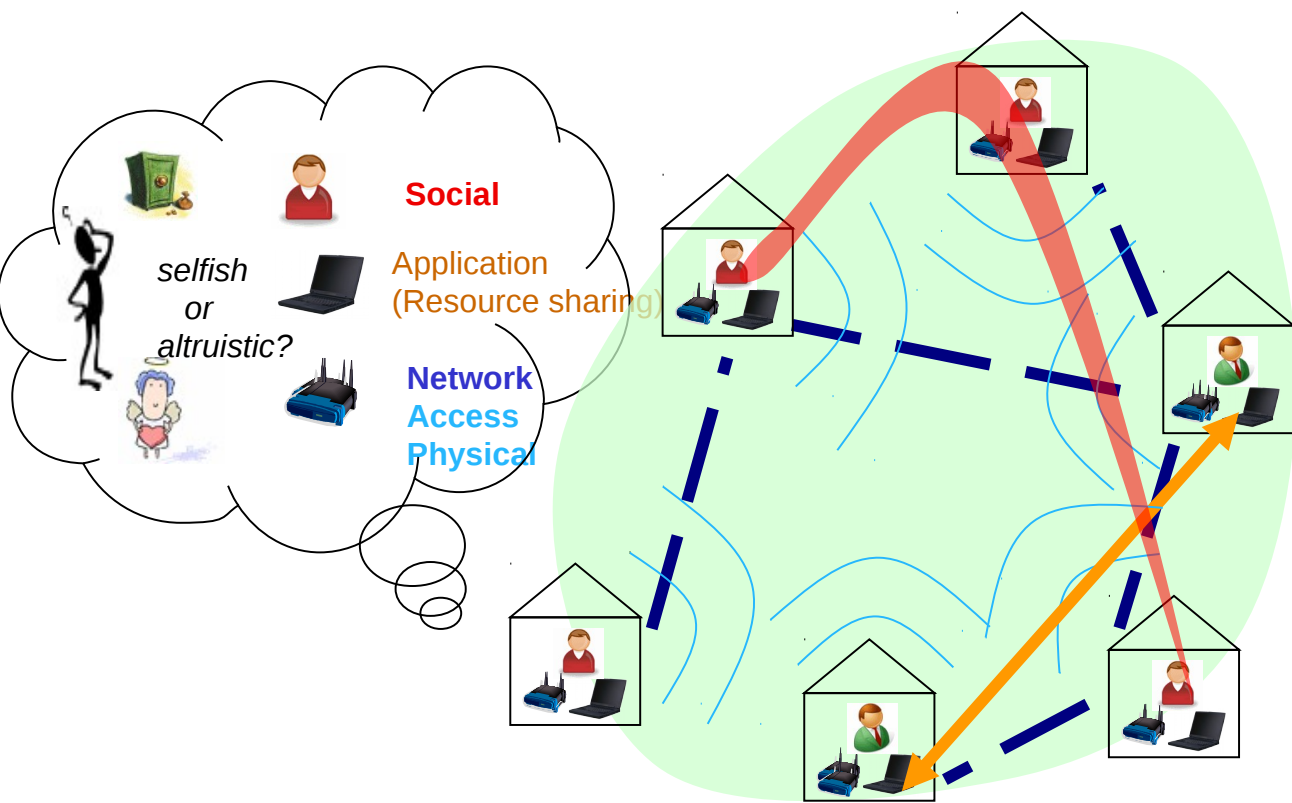 Social
selfish
or
altruistic?
Application
(Resource sharing)
Network
Access
Physical